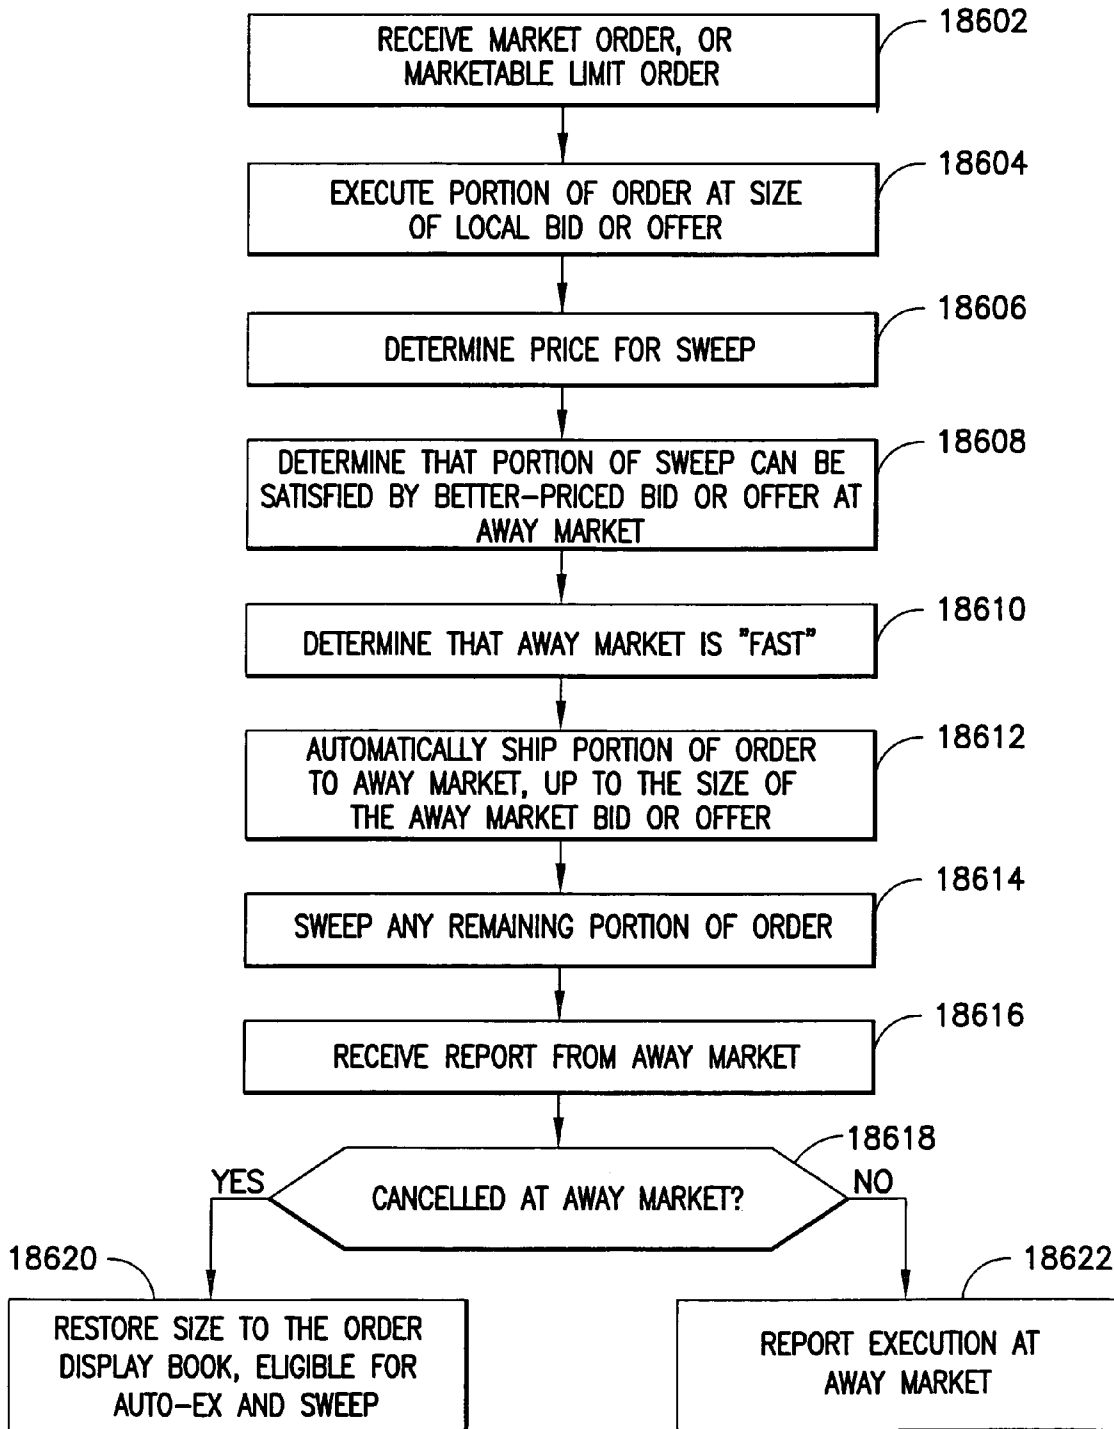 18602
RECEIVE MARKET ORDER, OR
MARKETABLE LIMIT ORDER
18604
EXECUTE PORTION OF ORDER AT SIZE
OF LOCAL BID OR OFFER
18606
DETERMINE PRICE FOR SWEEP
18608
DETERMINE THAT PORTION OF SWEEP CAN BE
SATISFIED BY BETTER-PRICED BID OR OFFER AT
AWAY MARKET
18610
DETERMINE THAT AWAY MARKET IS "FAST"
18612
AUTOMATICALLY SHIP PORTION OF ORDER
TO AWAY MARKET, UP TO THE SIZE OF
THE AWAY MARKET BID OR OFFER
18614
SWEEP ANY REMAINING PORTION OF ORDER
18616
RECEIVE REPORT FROM AWAY MARKET
18618
YES
CANCELLED AT AWAY MARKET?
NO
18620
RESTORE SIZE TO THE ORDER
DISPLAY BOOK, ELIGIBLE FOR
AUTO-EX AND SWEEP
18622
REPORT EXECUTION AT
AWAY MARKET